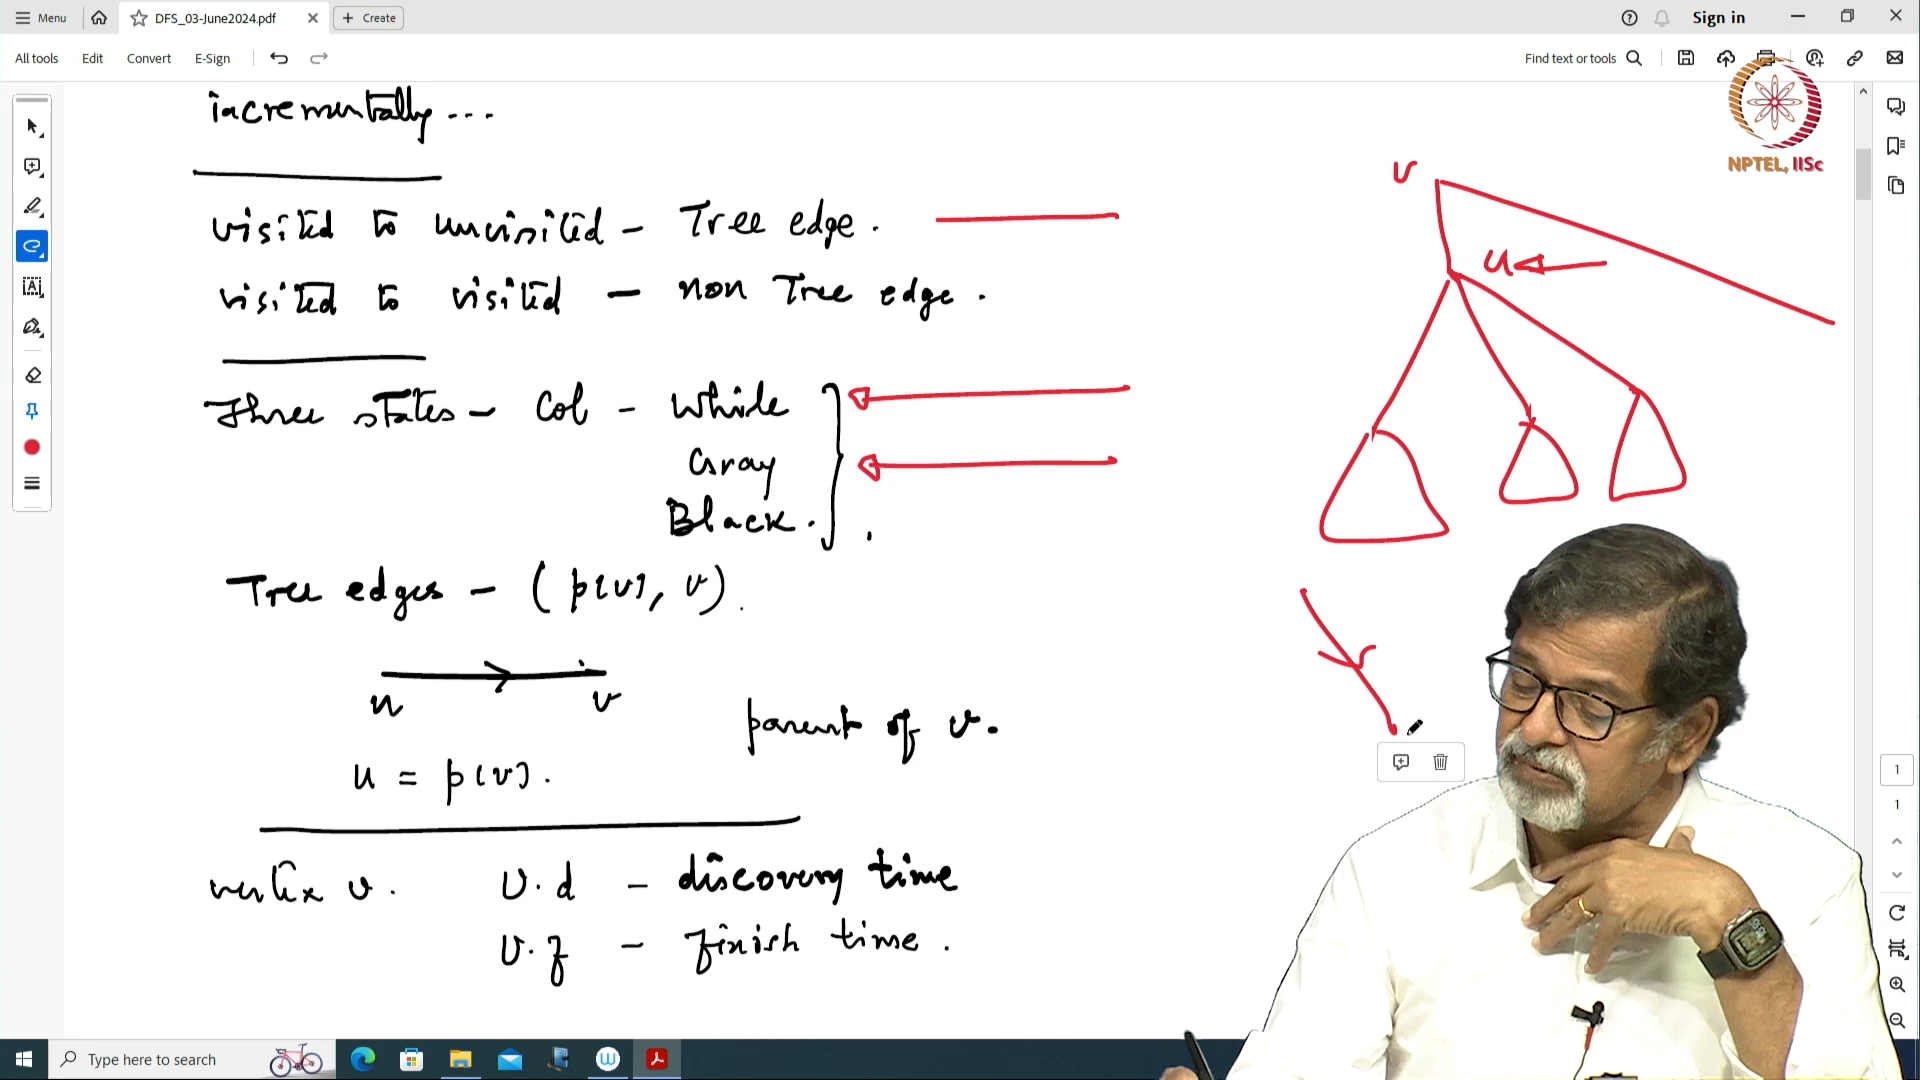 Menu DFS_03-June2024.pdf Create Sign in
All tools Edit Convert E-Sign Find text or tools
NPTEL, IISc
incrementally...
visited to unvisited - Tree edge.
visited to visited - non Tree edge.
Three states - Col - White
Gray
Black.
Tree edges - (p(v), v).
u v
parent of v.
u = p(v).
vertex v. v.d - discovery time
v.f - finish time.
v
u
1
1
Type here to search